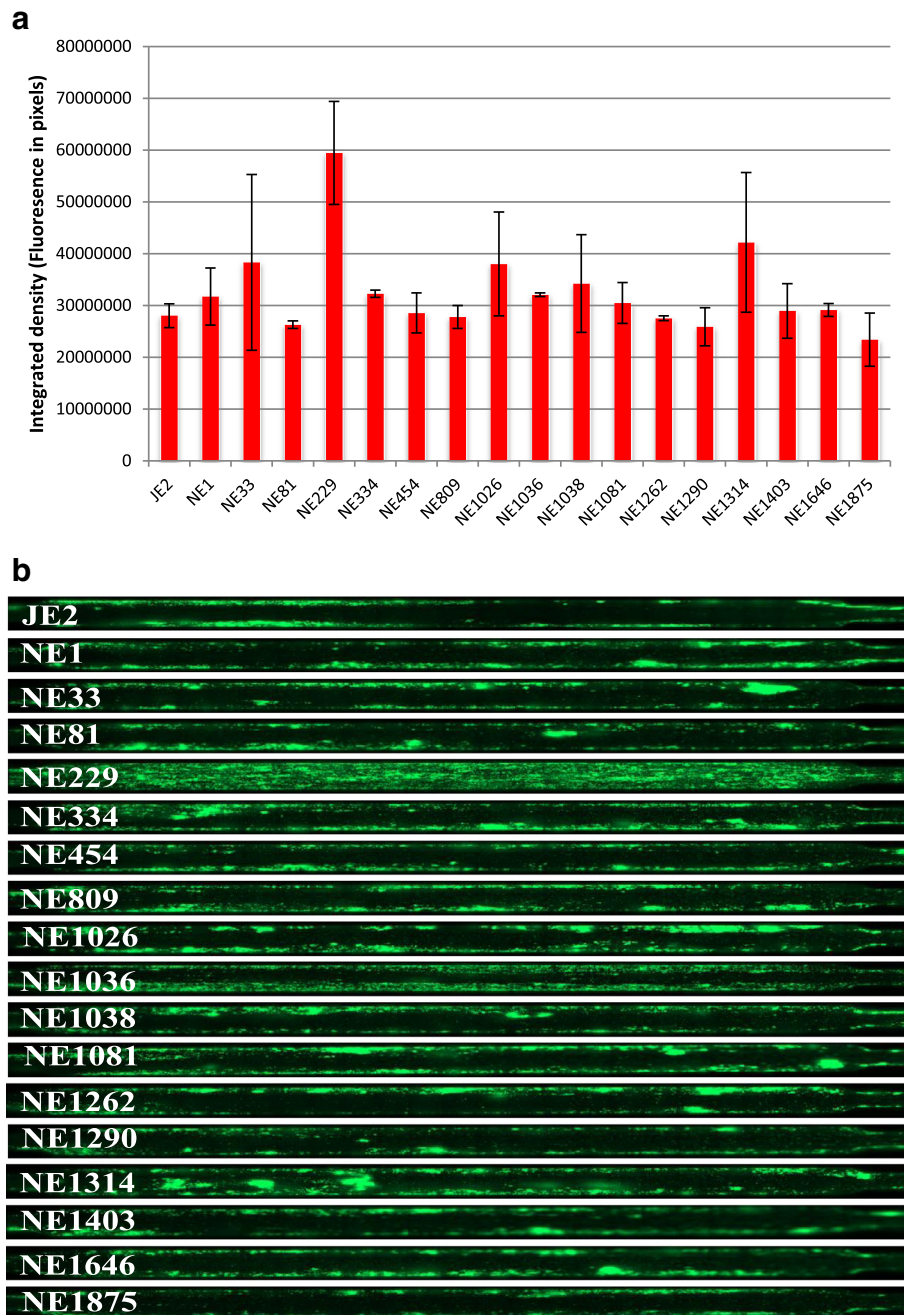 a
Integrated density (Fluoresence in pixels)
80000000
70000000
60000000
50000000
40000000
30000000
20000000
10000000
0
JE2
NE1
NE33
NE81
NE229
NE334
NE454
NE809
NE1026
NE1036
NE1038
NE1081
NE1262
NE1290
NE1314
NE1403
NE1646
NE1875
b
JE2
NE1
NE33
NE81
NE229
NE334
NE454
NE809
NE1026
NE1036
NE1038
NE1081
NE1262
NE1290
NE1314
NE1403
NE1646
NE1875